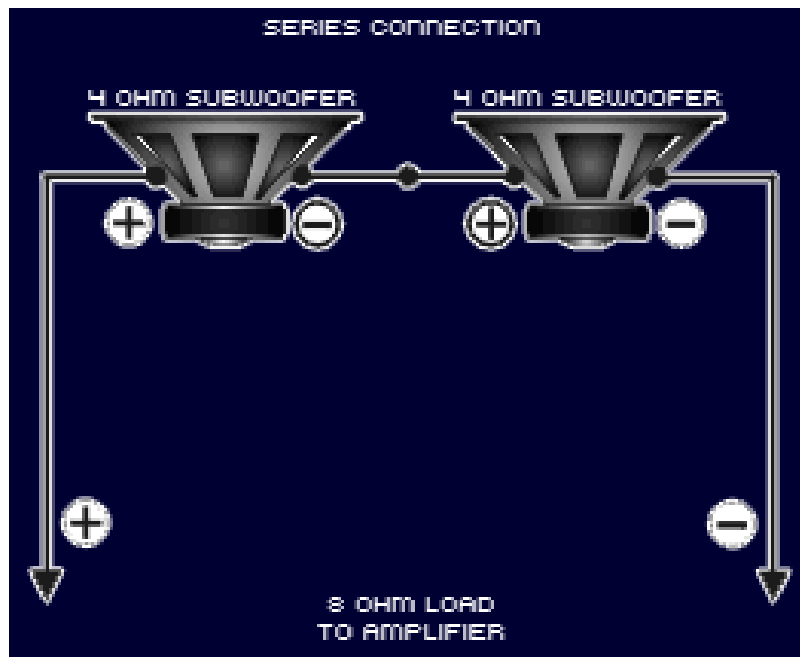 SERIES CONNECTION
4 OHM SUBWOOFER 4 OHM SUBWOOFER
+ - + -
+ -
8 OHM LOAD
TO AMPLIFIER